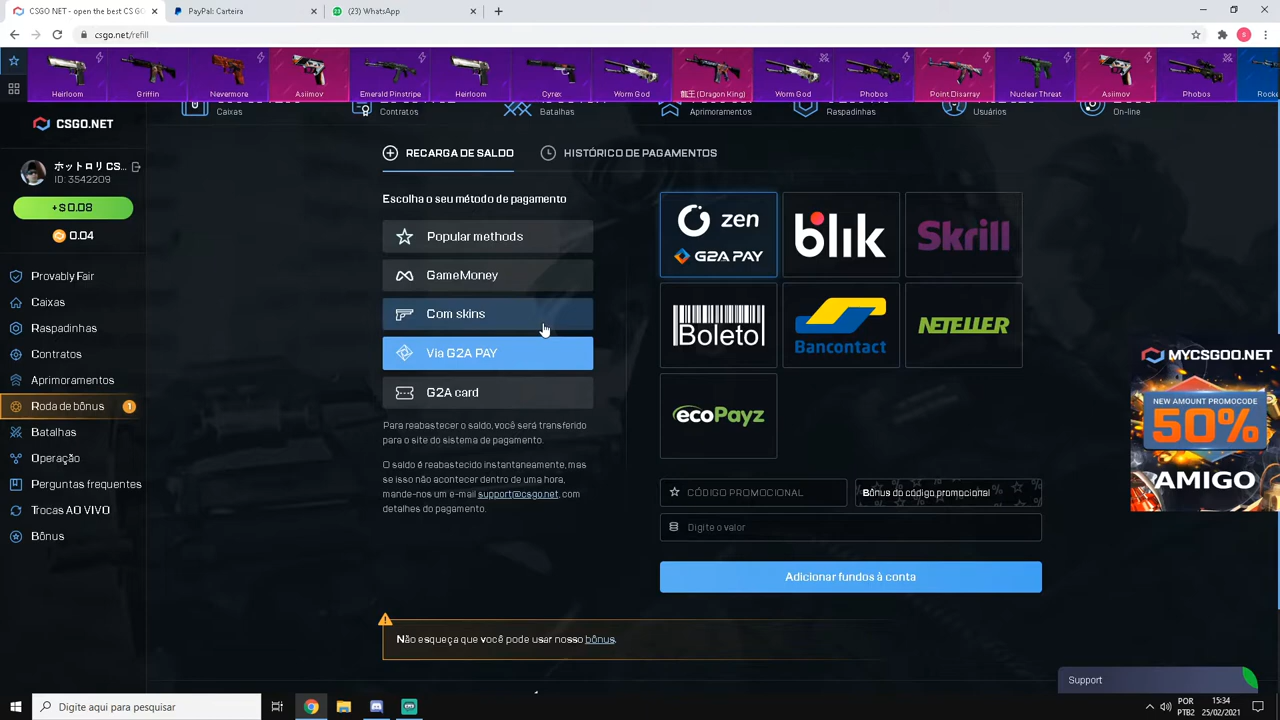 CSGO NET - open the best CS GO
PayPal: Carteira
(23) WhatsApp
csgo.net/refill
Heirloom
Griffin
Nevermore
Asiimov
Emerald Pinstripe
Heirloom
Cyrex
Worm God
龍王 (Dragon King)
Worm God
Phobos
Point Disarray
Nuclear Threat
Asiimov
Phobos
Caixas
Contratos
Batalhas
Aprimoramentos
Raspadinhas
Usuários
On-line
CSGO.NET
ホットロリ CS...
ID: 3542209
+$0.08
0.04
Provably Fair
Caixas
Raspadinhas
Contratos
Aprimoramentos
Roda de bônus
1
Batalhas
Operação
Perguntas frequentes
Trocas AO VIVO
Bônus
RECARGA DE SALDO
HISTÓRICO DE PAGAMENTOS
Escolha o seu método de pagamento
Popular methods
GameMoney
Com skins
Via G2A PAY
G2A card
Para reabastecer o saldo, você será transferido
para o site do sistema de pagamento.
O saldo é reabastecido instantaneamente, mas
se isso não acontecer dentro de uma hora,
mande-nos um e-mail support@csgo.net, com
detalhes do pagamento.
zen
G2A PAY
blik
Skrill
Boleto
Bancontact
NETELLER
ecoPayz
CÓDIGO PROMOCIONAL
Bônus do código promocional
Digite o valor
Adicionar fundos à conta
Não esqueça que você pode usar nosso bônus.
MYCSGOO.NET
NEW AMOUNT PROMOCODE
50%
AMIGO
Support
Digite aqui para pesquisar
POR
PTB2
15:34
25/02/2021